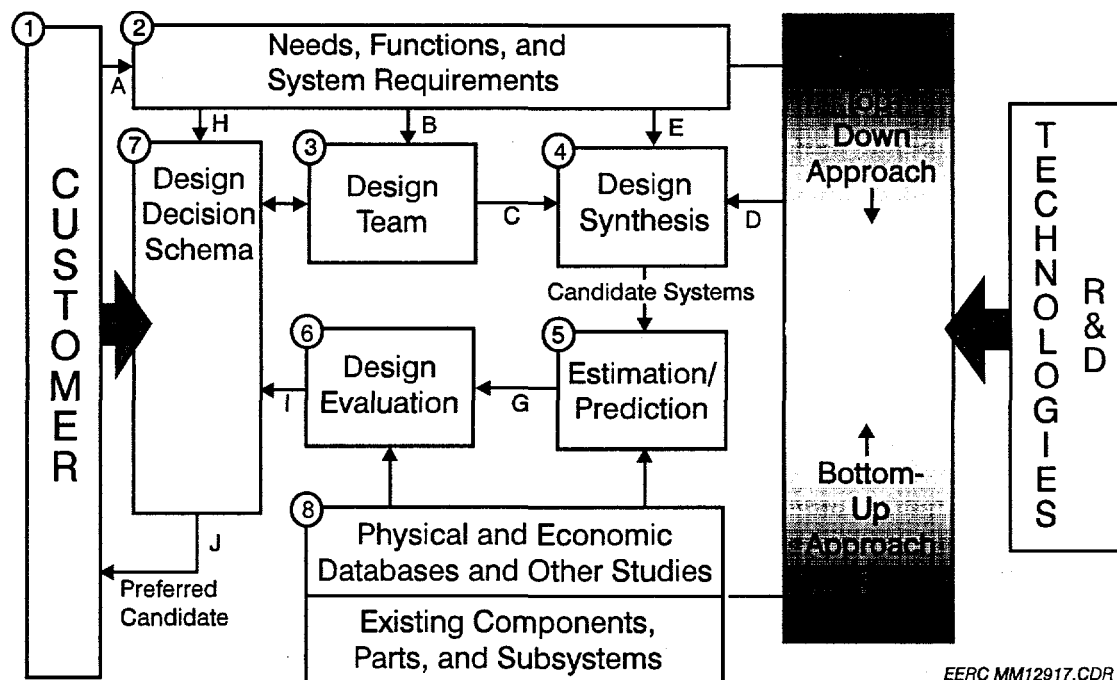 1
CUSTOMER
A
2
Needs, Functions, and
System Requirements
H
B
E
7
Design
Decision
Schema
3
Design
Team
C
4
Design
Synthesis
D
Down
Approach
Candidate Systems
6
Design
Evaluation
I
G
5
Estimation/
Prediction
Bottom-
Up
Approach
J
Preferred
Candidate
8
Physical and Economic
Databases and Other Studies
Existing Components,
Parts, and Subsystems
TECHNOLOGIES
R&D
EERC MM12917.CDR